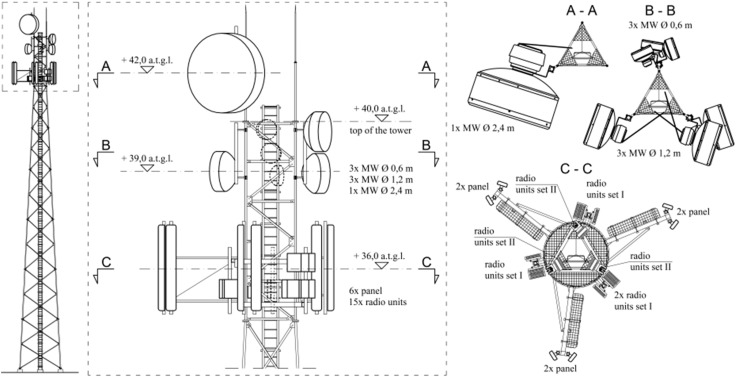 A - A
B - B
3x MW Ø 0,6 m
+ 42,0 a.t.g.l.
A
A
+ 40,0 a.t.g.l.
top of the tower
1x MW Ø 2,4 m
B
B
+ 39,0 a.t.g.l.
3x MW Ø 0,6 m
3x MW Ø 1,2 m
1x MW Ø 2,4 m
3x MW Ø 1,2 m
C - C
radio
units set II
radio
units set I
2x panel
2x panel
radio
units set II
radio
units set I
radio
units set II
2x radio
units set I
2x panel
C
C
+ 36,0 a.t.g.l.
6x panel
15x radio units